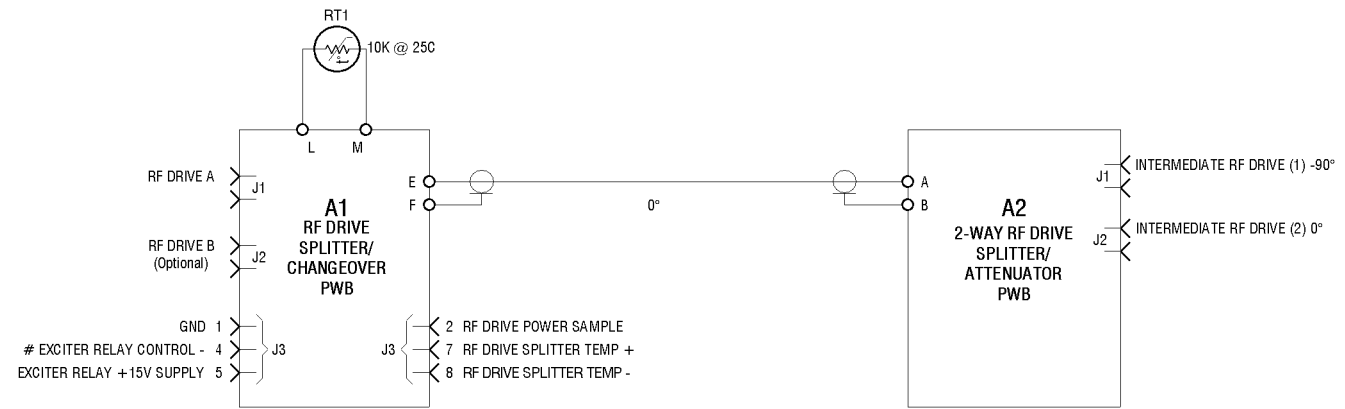 RT1
10K @ 25C
L M
RF DRIVE A
J1
RF DRIVE B
(Optional)
J2
A1
RF DRIVE
SPLITTER/
CHANGEOVER
PWB
GND 1
# EXCITER RELAY CONTROL - 4
EXCITER RELAY +15V SUPPLY 5
J3
J3
2 RF DRIVE POWER SAMPLE
7 RF DRIVE SPLITTER TEMP +
8 RF DRIVE SPLITTER TEMP -
E
F
0°
A
B
A2
2-WAY RF DRIVE
SPLITTER/
ATTENUATOR
PWB
J1
INTERMEDIATE RF DRIVE (1) -90°
J2
INTERMEDIATE RF DRIVE (2) 0°